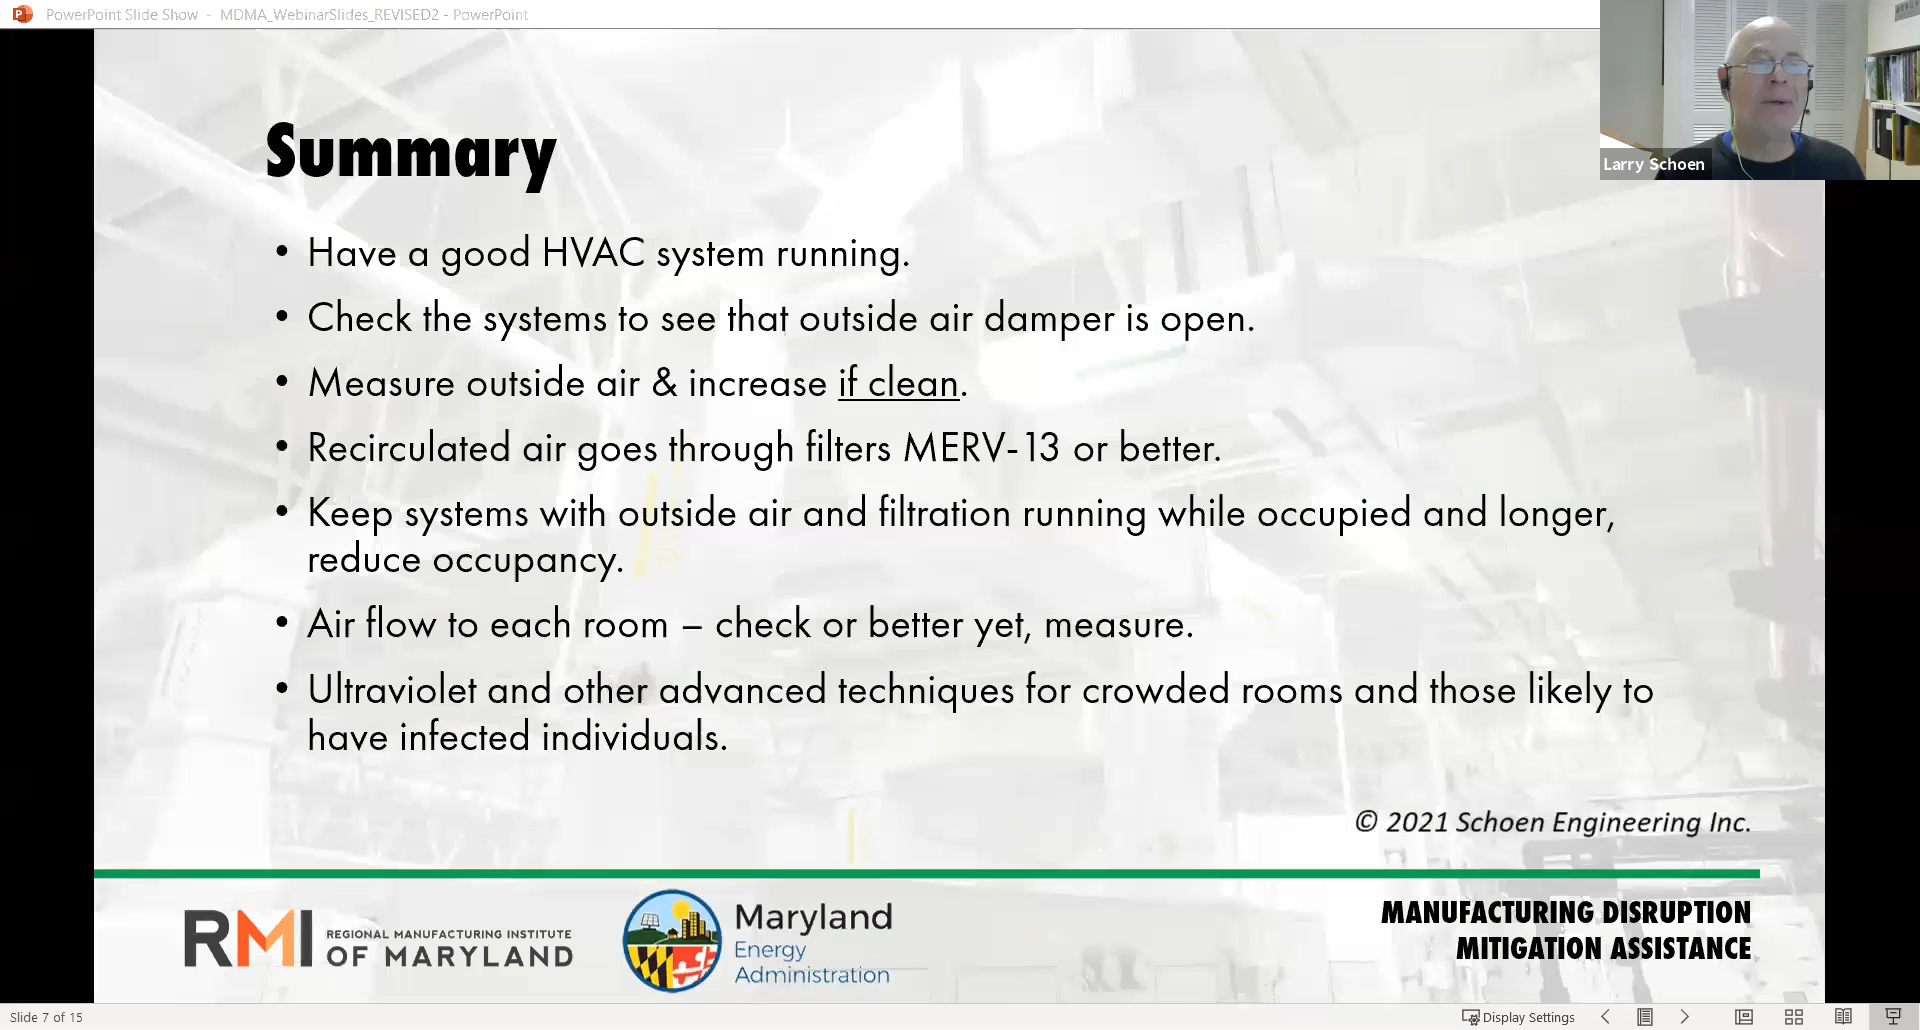 PowerPoint Slide Show - MDMA_WebinarSlides_REVISED2 - PowerPoint
Larry Schoen
Summary
• Have a good HVAC system running.
• Check the systems to see that outside air damper is open.
• Measure outside air & increase if clean.
• Recirculated air goes through filters MERV-13 or better.
• Keep systems with outside air and filtration running while occupied and longer,
reduce occupancy.
• Air flow to each room – check or better yet, measure.
• Ultraviolet and other advanced techniques for crowded rooms and those likely to
have infected individuals.
© 2021 Schoen Engineering Inc.
RMI REGIONAL MANUFACTURING INSTITUTE
OF MARYLAND
Maryland
Energy
Administration
MANUFACTURING DISRUPTION
MITIGATION ASSISTANCE
Slide 7 of 15
Display Settings